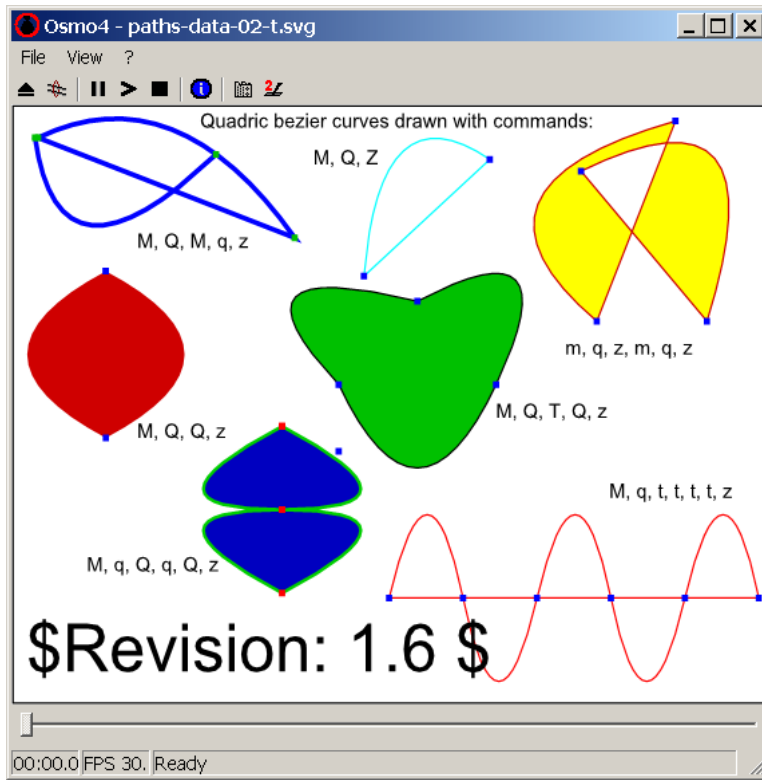 Osmo4 - paths-data-02-t.svg
File View ?
Quadric bezier curves drawn with commands:
M, Q, Z
M, Q, M, q, z
m, q, z, m, q, z
M, Q, T, Q, z
M, Q, Q, z
M, q, t, t, t, t, z
M, q, Q, q, Q, z
$Revision: 1.6 $
00:00.0 FPS 30. Ready